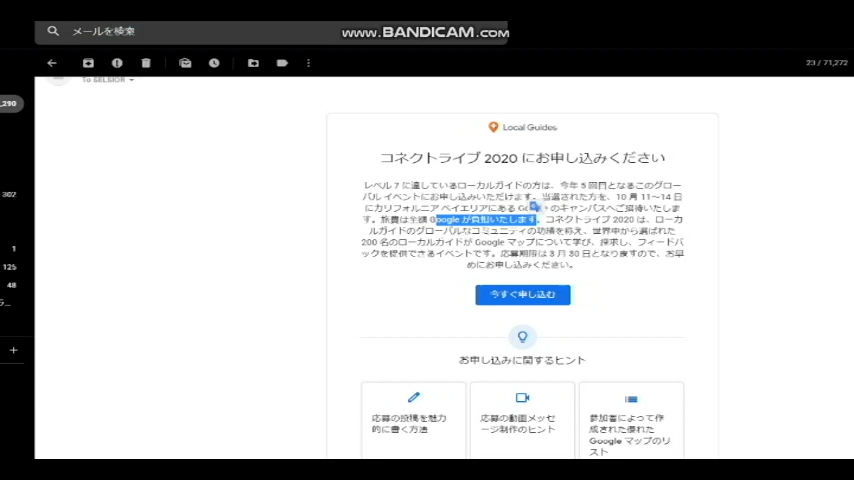 メールを検索
www.BANDICAM.com
23 / 71,272
To SELSIOR
,290
302
1
125
48
Local Guides
コネクトライブ 2020 にお申し込みください
レベル 7 に達しているローカルガイドの方は、今年 5 回目となるこのグロー
バル イベントにお申し込みいただけます。当選された方を、10 月 11～14 日
にカリフォルニア ベイエリアにある のキャンパスへご招待いたしま
す。旅費は全額 Google が負担いたします。コネクトライブ 2020 は、ローカ
ルガイドのグローバルなコミュニティの功績を称え、世界中から選ばれた
200 名のローカルガイドが Google マップについて学び、探求し、フィードバ
ックを提供できるイベントです。応募期限は 3 月 30 日となりますので、お早
めにお申し込みください。
今すぐ申し込む
お申し込みに関するヒント
応募の投稿を魅力
的に書く方法
応募の動画メッセ
ージ制作のヒント
参加者によって作
成された優れた
Google マップのリ
スト